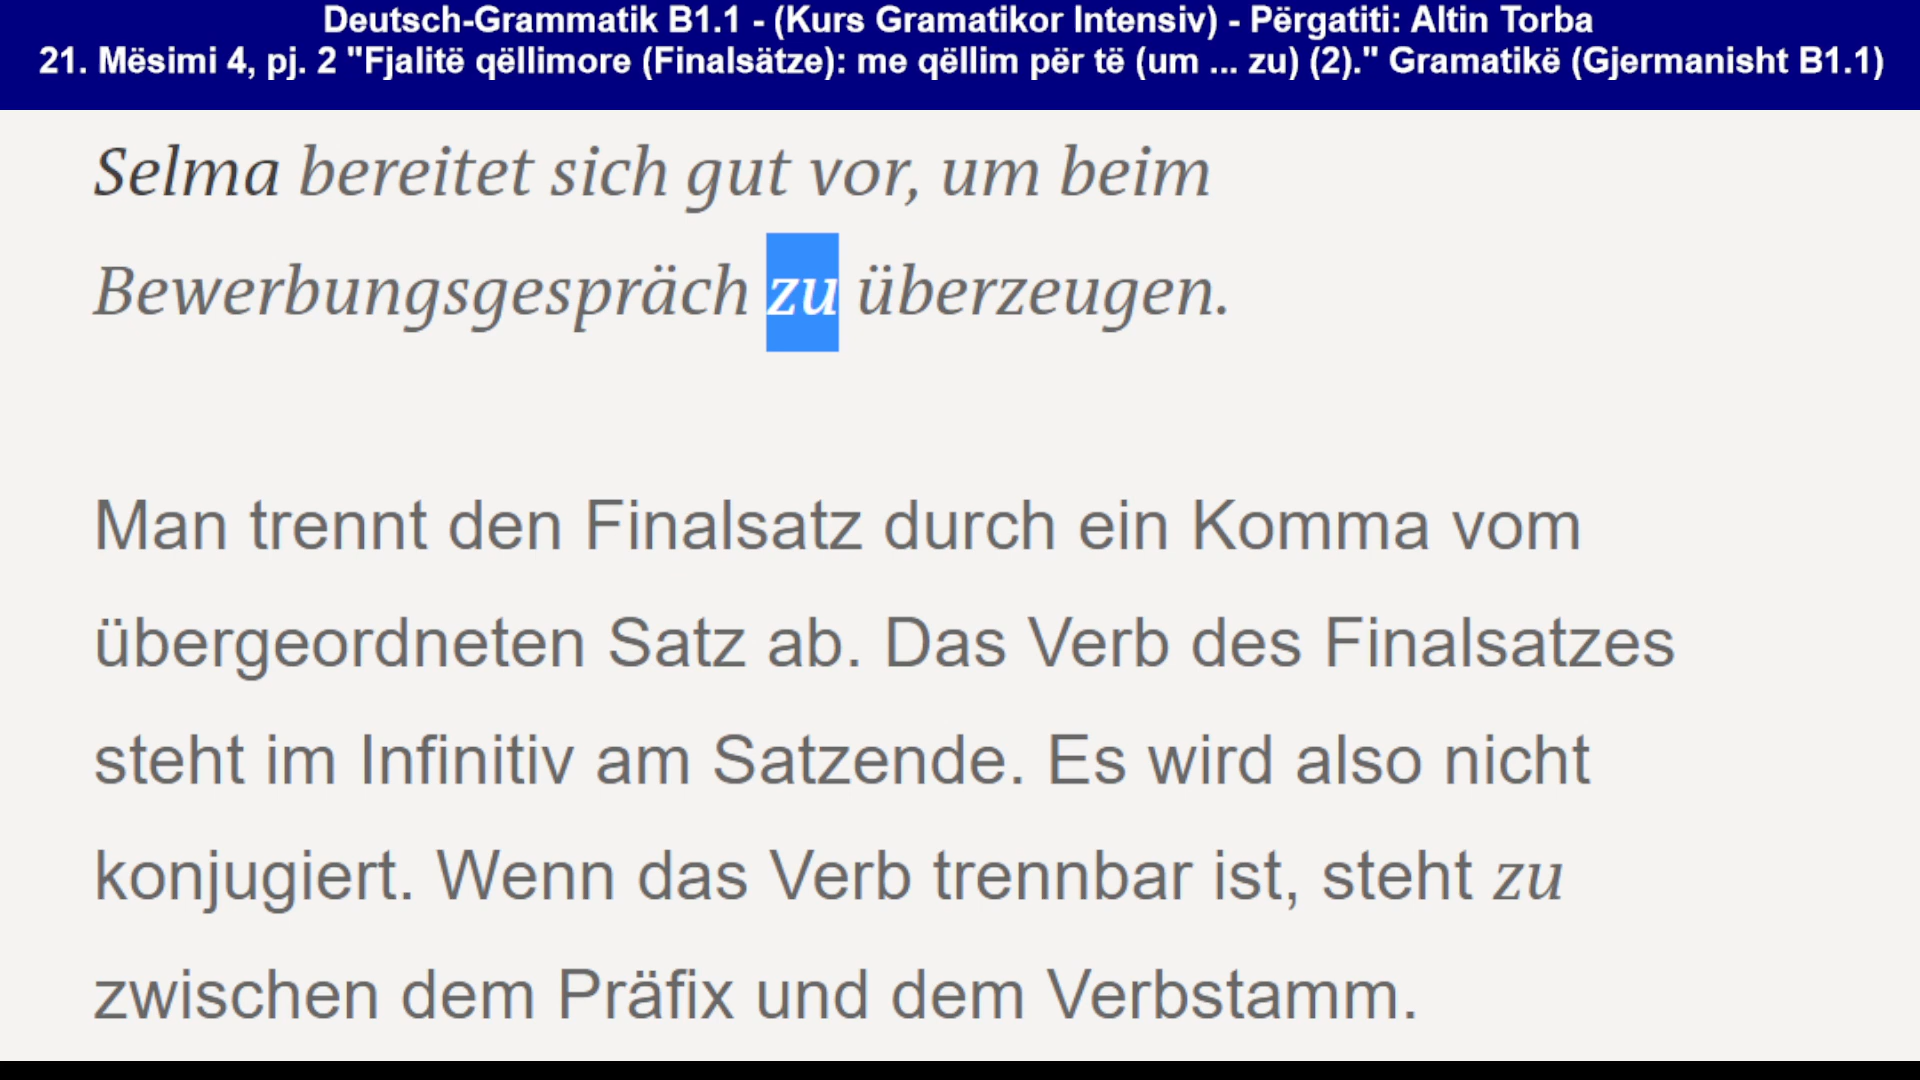 Deutsch-Grammatik B1.1 - (Kurs Gramatikor Intensiv) - Përgatiti: Altin Torba
21. Mësimi 4, pj. 2 "Fjalitë qëllimore (Finalsätze): me qëllim për të (um ... zu) (2)." Gramatikë (Gjermanisht B1.1)
Selma bereitet sich gut vor, um beim
Bewerbungsgespräch zu überzeugen.
Man trennt den Finalsatz durch ein Komma vom
übergeordneten Satz ab. Das Verb des Finalsatzes
steht im Infinitiv am Satzende. Es wird also nicht
konjugiert. Wenn das Verb trennbar ist, steht zu
zwischen dem Präfix und dem Verbstamm.